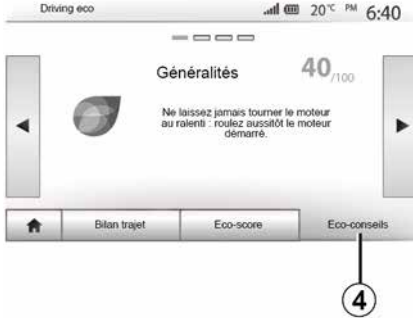 Driving eco 20°C PM 6:40
Généralités 40/100
Ne laissez jamais tourner le moteur
au ralenti : roulez aussitôt le moteur
démarré.
Bilan trajet Eco-score Eco-conseils
4